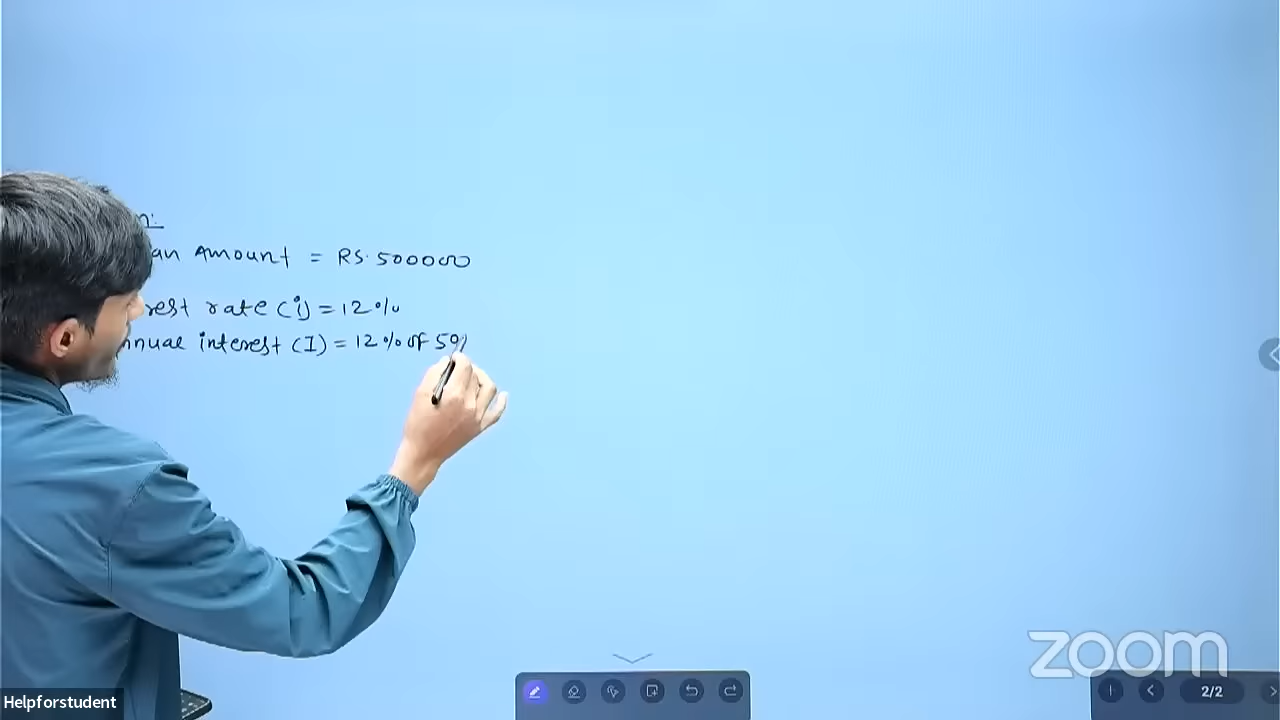 n:
an Amount = RS. 500000
rest rate (i) = 12%
nnual interest (I) = 12% of 50
zoom
Helpforstudent
2/2